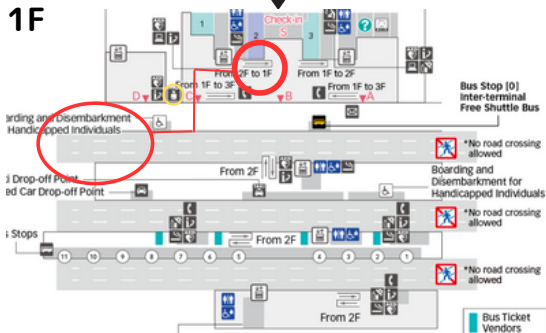 1F
1
2
3
Check-in
S
?
From 2F to 1F
From 1F to 2F
From 1F to 3F
From 1F to 3F
D
C
B
A
Bus Stop [0]
Inter-terminal
Free Shuttle Bus
arding and Disembarkment
Handicapped Individuals
*No road crossing
allowed
From 2F
i Drop-off Point
ed Car Drop-off Point
Boarding and
Disembarkment for
Handicapped Individuals
*No road crossing
allowed
s Stops
From 2F
11
10
9
8
7
6
5
4
3
2
1
*No road crossing
allowed
From 2F
Bus Ticket
Vendors